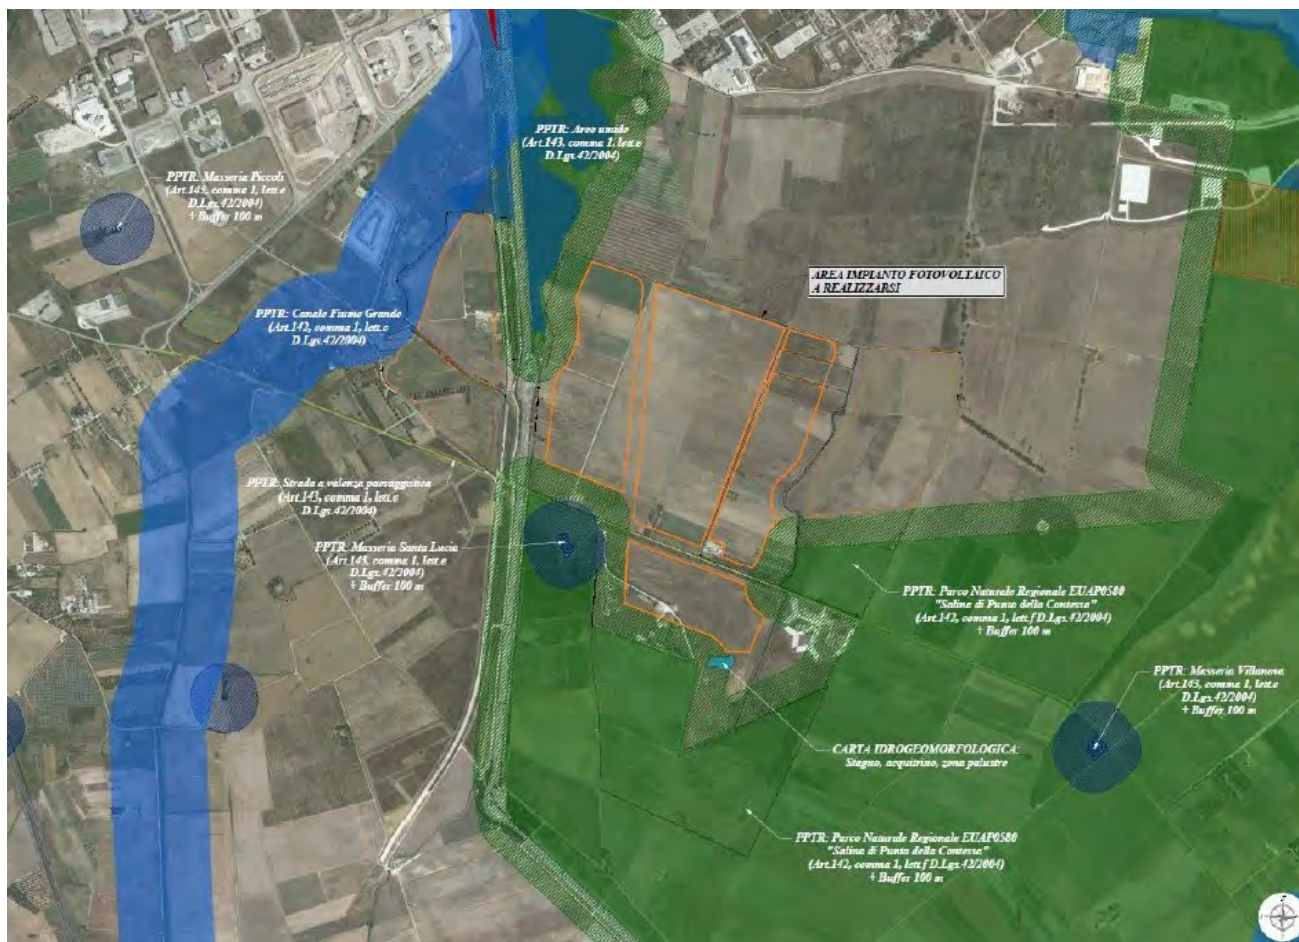 PPTR: Aree umide
(Art.143, comma 1, lett.e
D.Lgs.42/2004)
PPTR: Masseria Piccoli
(Art.143, comma 1, lett.e
D.Lgs.42/2004)
+ Buffer 100 m
AREA IMPIANTO FOTOVOLTAICO
A REALIZZARSI
PPTR: Canale Fiume Grande
(Art.142, comma 1, lett.c
D.Lgs.42/2004)
PPTR: Strada a valenza paesaggistica
(Art.143, comma 1, lett.e
D.Lgs.42/2004)
PPTR: Masseria Santa Lucia
(Art.143, comma 1, lett.e
D.Lgs.42/2004)
+ Buffer 100 m
PPTR: Parco Naturale Regionale EUAP0580
"Salina di Punta della Contessa"
(Art.142, comma 1, lett.f D.Lgs.42/2004)
+ Buffer 100 m
PPTR: Masseria Villanova
(Art.143, comma 1, lett.e
D.Lgs.42/2004)
+ Buffer 100 m
CARTA IDROGEOMORFOLOGICA:
Stagno, acquitrino, zona palustre
PPTR: Parco Naturale Regionale EUAP0580
"Salina di Punta della Contessa"
(Art.142, comma 1, lett.f D.Lgs.42/2004)
+ Buffer 100 m